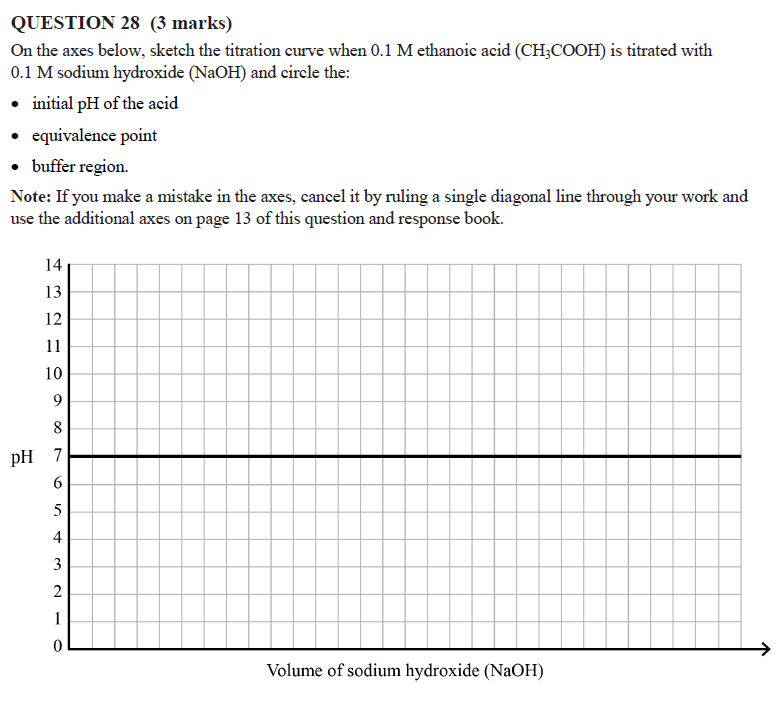 QUESTION 28 (3 marks)
On the axes below, sketch the titration curve when 0.1 M ethanoic acid (CH₃COOH) is titrated with
0.1 M sodium hydroxide (NaOH) and circle the:
• initial pH of the acid
• equivalence point
• buffer region.
Note: If you make a mistake in the axes, cancel it by ruling a single diagonal line through your work and
use the additional axes on page 13 of this question and response book.
14
13
12
11
10
9
8
pH 7
6
5
4
3
2
1
0
Volume of sodium hydroxide (NaOH)